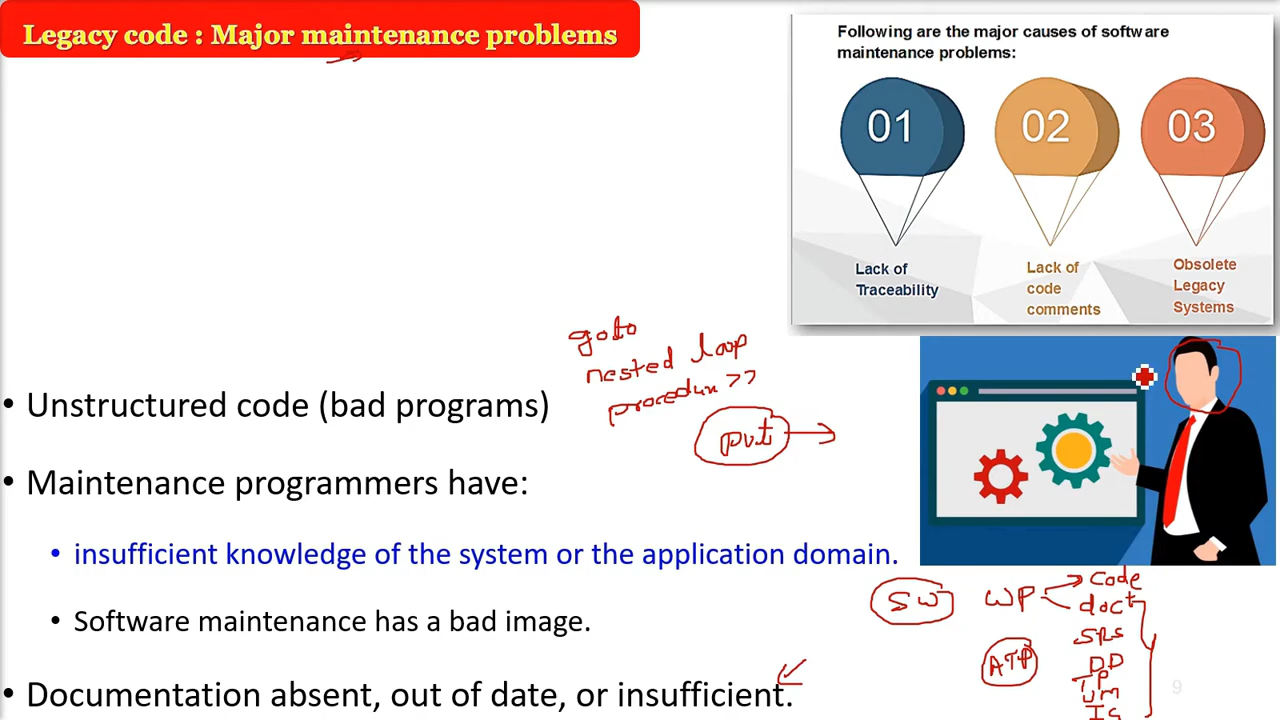 Legacy code : Major maintenance problems
Following are the major causes of software
maintenance problems:
01
02
03
Lack of
Traceability
Lack of
code
comments
Obsolete
Legacy
Systems
goto
nested loop
• Unstructured code (bad programs)
• Maintenance programmers have:
• insufficient knowledge of the system or the application domain.
• Software maintenance has a bad image.
• Documentation absent, out of date, or insufficient.
SW WP code
doct
SRS
ATP DD
TP
UM
9